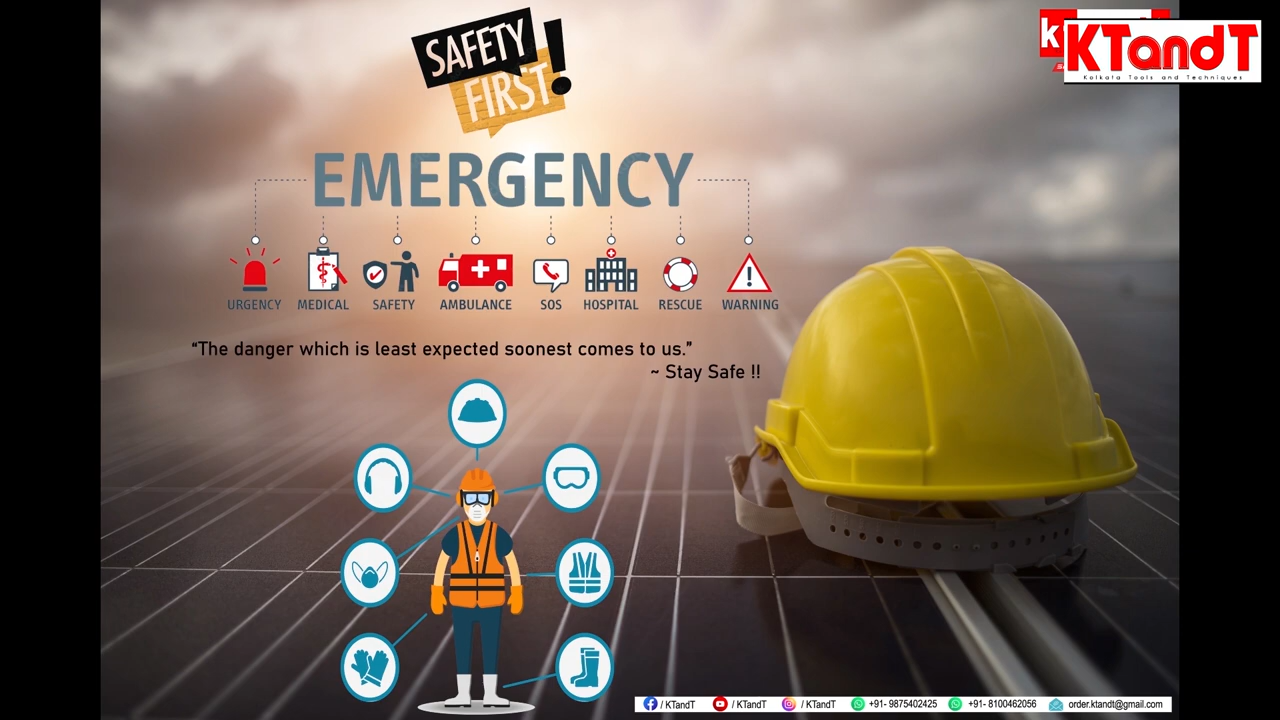 SAFETY
FIRST!
KTandT
Kolkata Tools and Techniques
EMERGENCY
URGENCY MEDICAL SAFETY AMBULANCE SOS HOSPITAL RESCUE WARNING
“The danger which is least expected soonest comes to us.”
~ Stay Safe !!
/ KTandT / KTandT / KTandT +91- 9875402425 +91- 8100462056 order.ktandt@gmail.com